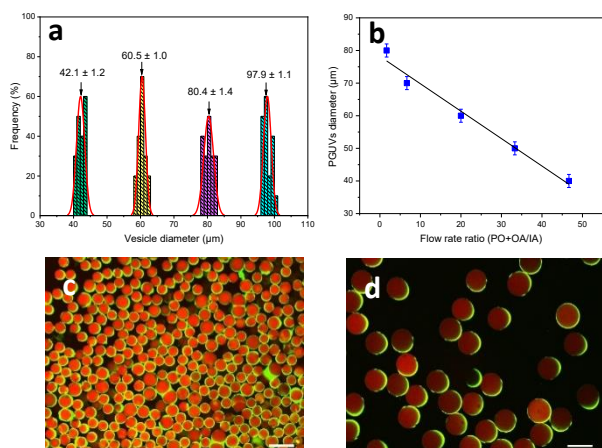 a
42.1 ± 1.2
60.5 ± 1.0
80.4 ± 1.4
97.9 ± 1.1
Frequency (%)
100
80
60
40
20
0
30 40 50 60 70 80 90 100 110
Vesicle diameter (µm)
b
PGUVs diameter (µm)
90
80
70
60
50
40
30
0 10 20 30 40 50
Flow rate ratio (PO+OA/IA)
c
d